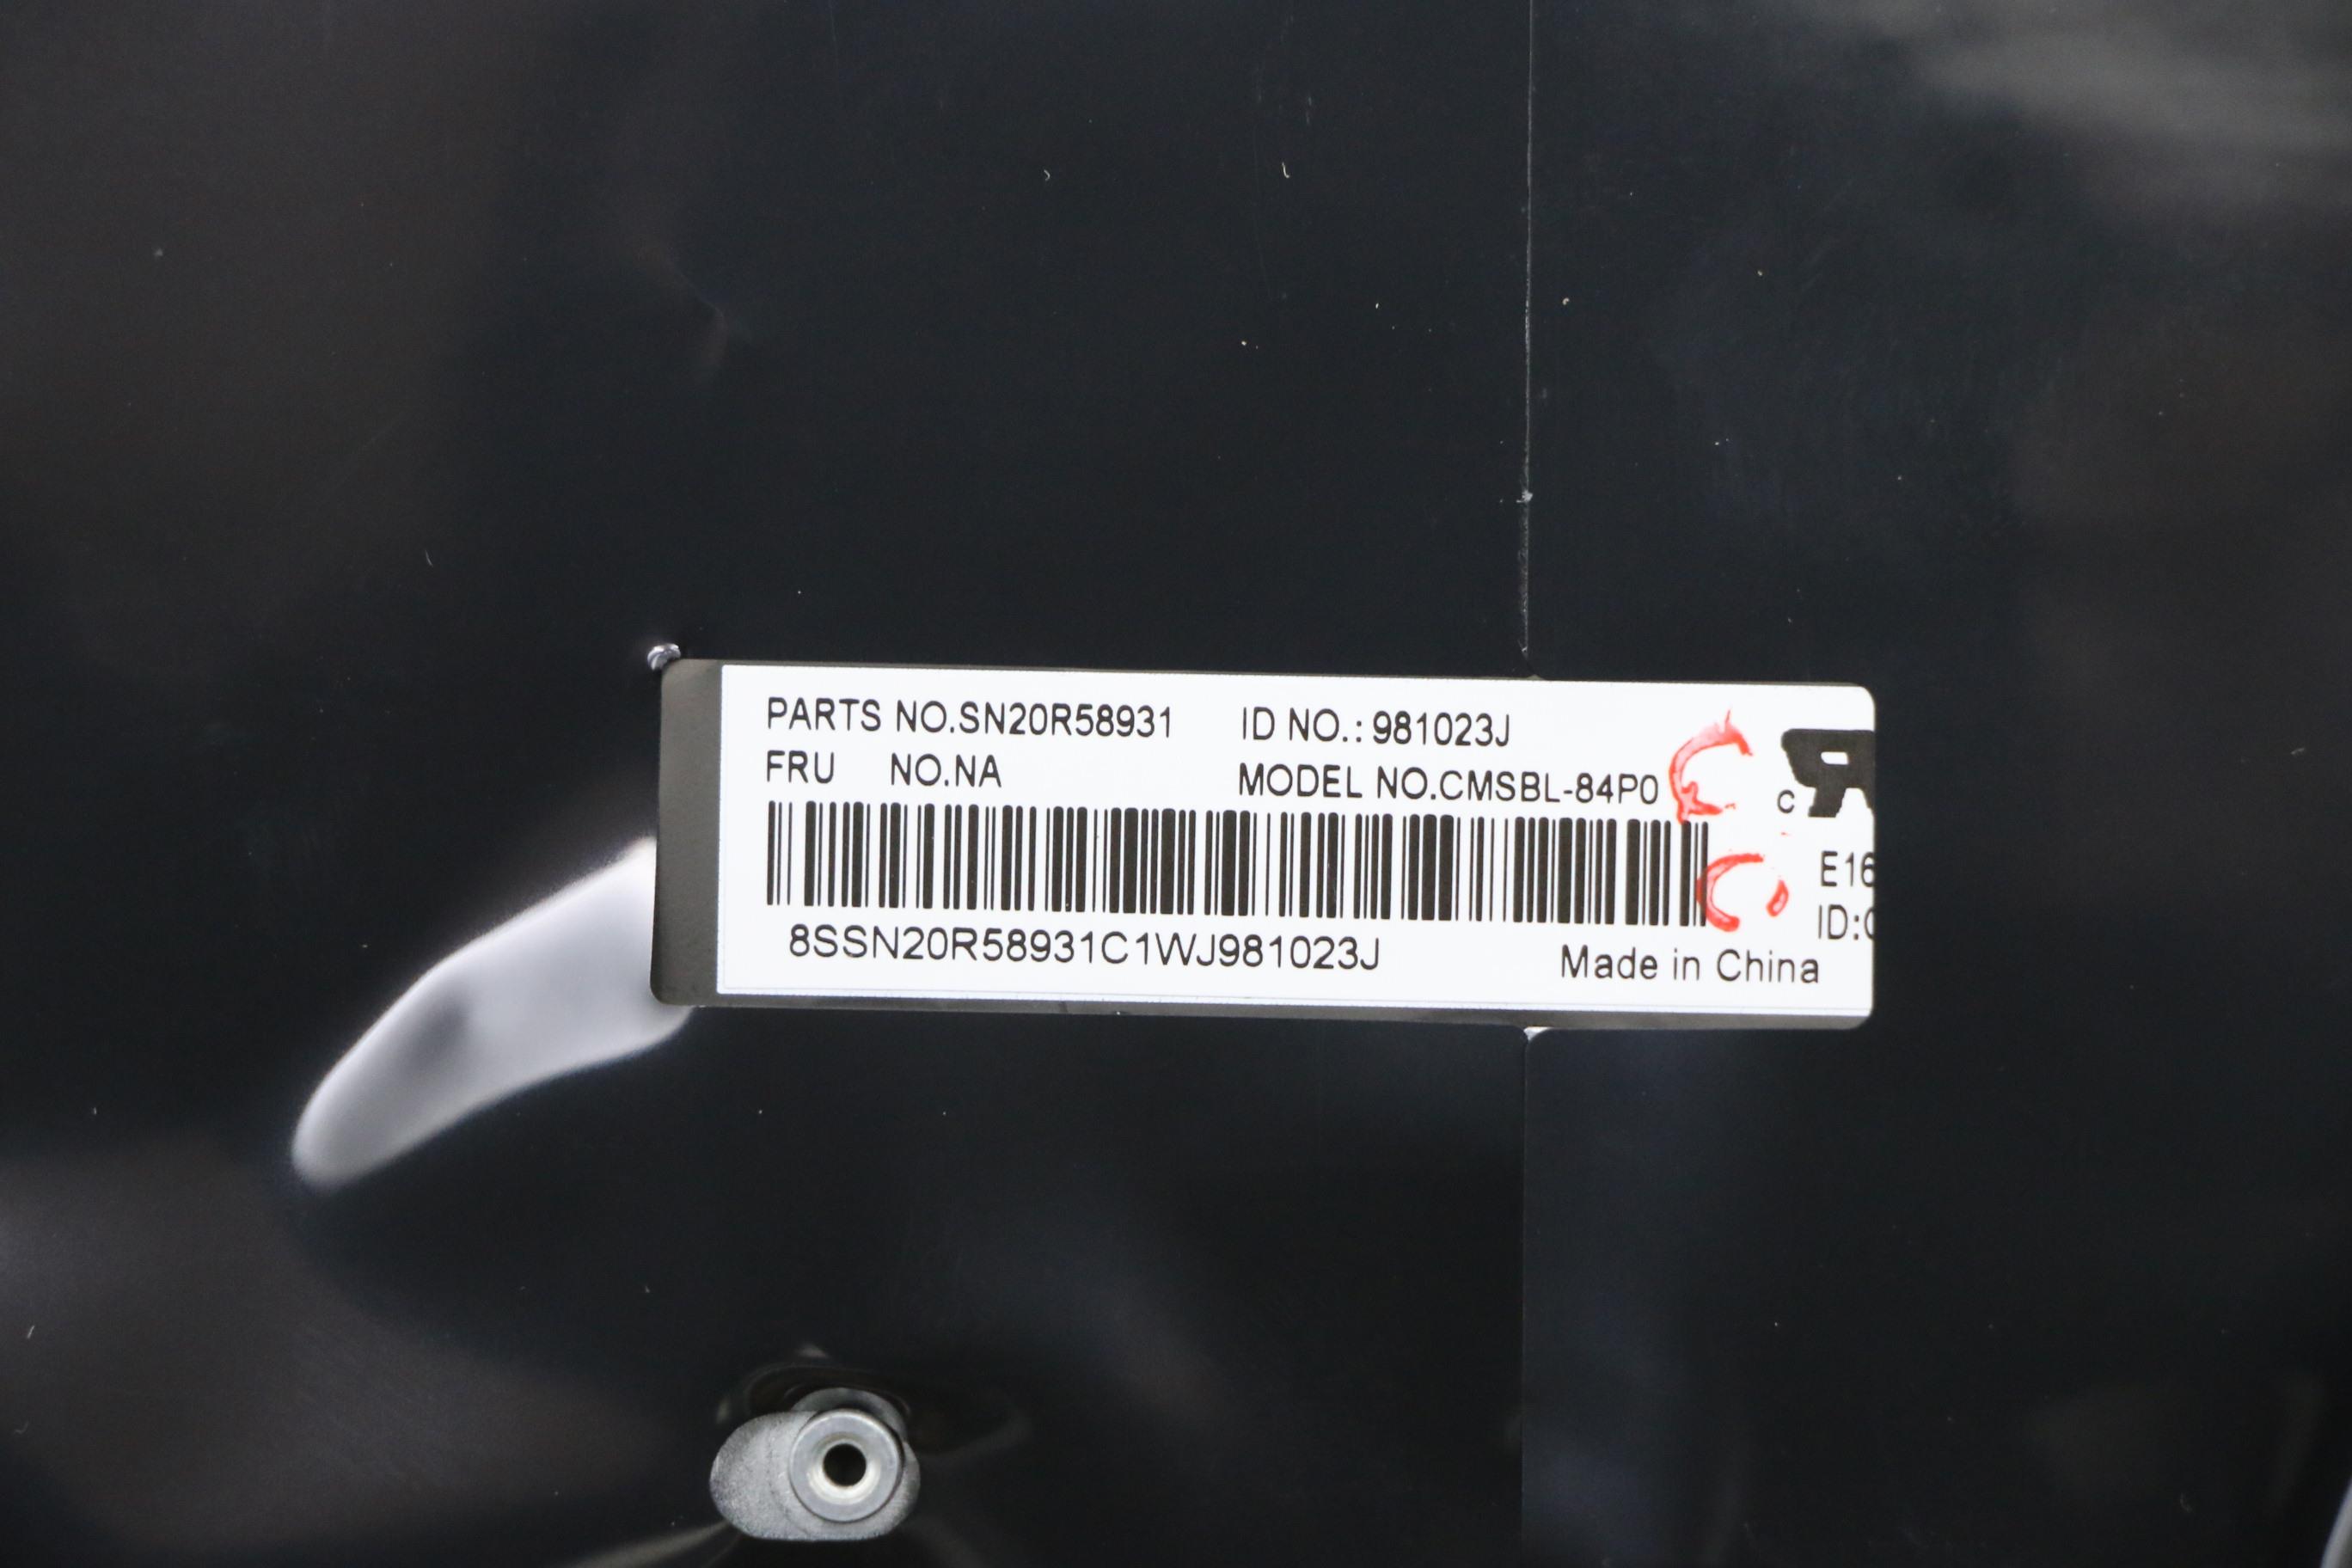 PARTS NO.SN20R58931 ID NO.: 981023J
FRU NO.NA MODEL NO.CMSBL-84P0
c
E16
ID:
8SSN20R58931C1WJ981023J Made in China